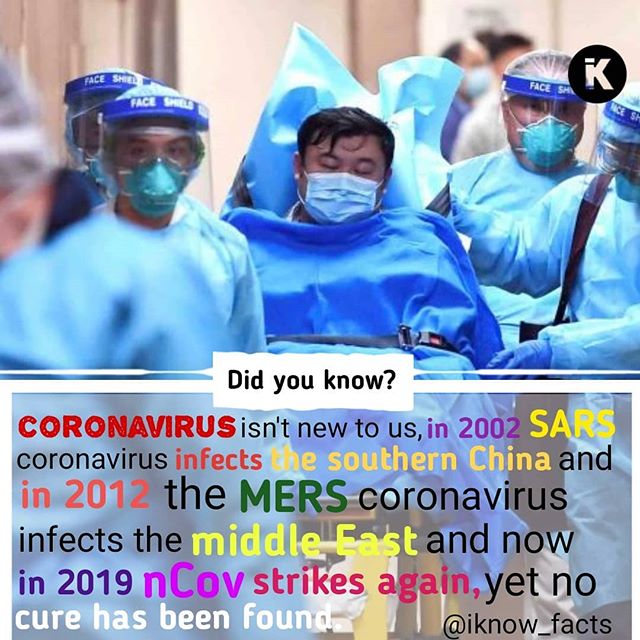 K
FACE SHIEL
FACE SHIELD
FACE SH
Did you know?
CORONAVIRUS isn't new to us, in 2002 SARS
coronavirus infects the southern China and
in 2012 the MERS coronavirus
infects the middle East and now
in 2019 nCov strikes again, yet no
cure has been found.
@iknow_facts